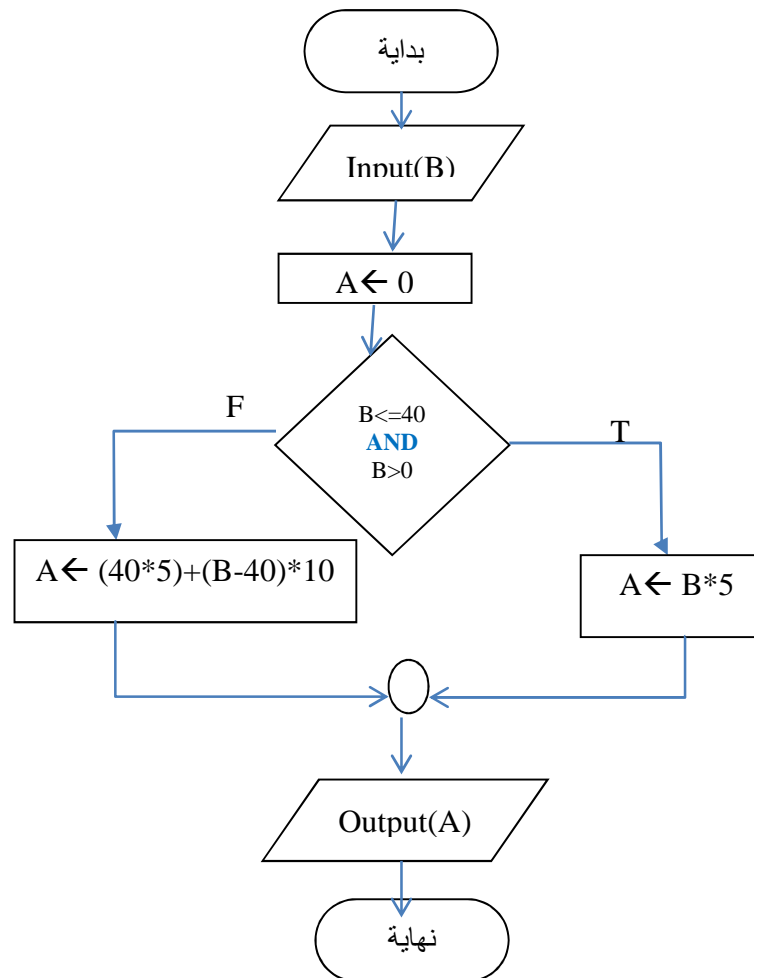 بداية
Input(B)
A← 0
F
B<=40
AND
B>0
T
A← (40*5)+(B-40)*10
A← B*5
Output(A)
نهاية